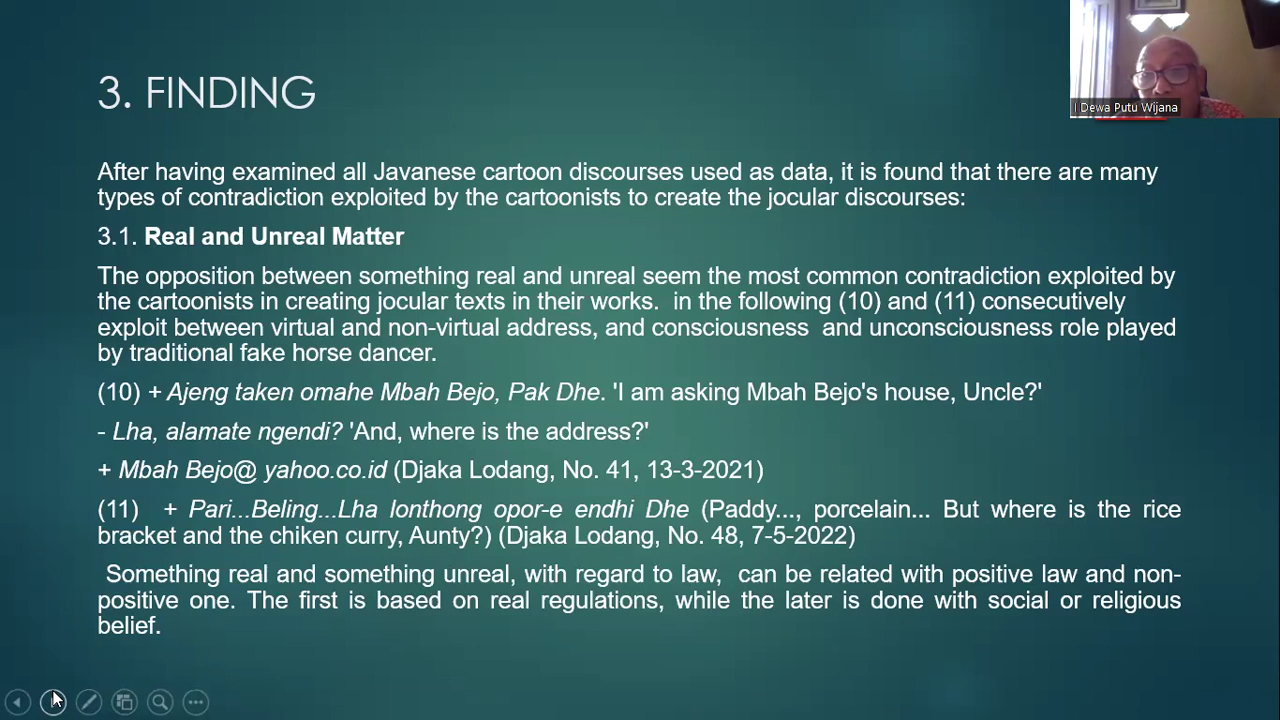 3. FINDING
I Dewa Putu Wijana
After having examined all Javanese cartoon discourses used as data, it is found that there are many
types of contradiction exploited by the cartoonists to create the jocular discourses:
3.1. Real and Unreal Matter
The opposition between something real and unreal seem the most common contradiction exploited by
the cartoonists in creating jocular texts in their works.  in the following (10) and (11) consecutively
exploit between virtual and non-virtual address, and consciousness  and unconsciousness role played
by traditional fake horse dancer.
(10) + Ajeng taken omahe Mbah Bejo, Pak Dhe. 'I am asking Mbah Bejo's house, Uncle?'
- Lha, alamate ngendi? 'And, where is the address?'
+ Mbah Bejo@ yahoo.co.id (Djaka Lodang, No. 41, 13-3-2021)
(11) + Pari...Beling...Lha lonthong opor-e endhi Dhe (Paddy..., porcelain... But where is the rice
bracket and the chiken curry, Aunty?) (Djaka Lodang, No. 48, 7-5-2022)
Something real and something unreal, with regard to law,  can be related with positive law and non-
positive one. The first is based on real regulations, while the later is done with social or religious
belief.